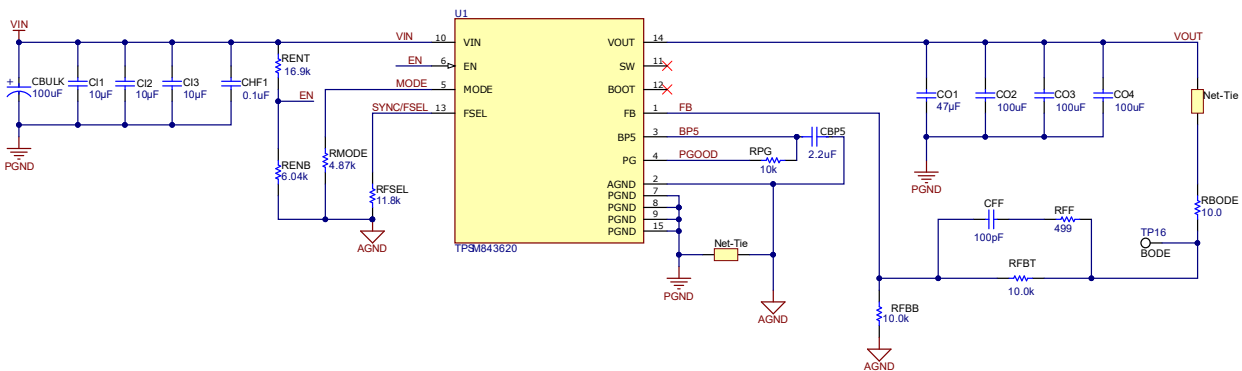 VIN
CBULK
100uF
CI1
10µF
CI2
10µF
CI3
10µF
CHF1
0.1uF
PGND
RENT
16.9k
EN
RENB
6.04k
RMODE
4.87k
RFSEL
11.8k
AGND
VIN
EN
MODE
SYNC/FSEL
10
6
5
13
U1
VIN
EN
MODE
FSEL
VOUT
SW
BOOT
FB
BP5
PG
AGND
PGND
PGND
PGND
PGND
TPSM843620
14
11
12
1
3
4
2
7
8
9
15
FB
BP5
PGOOD
RPG
10k
CBP5
2.2uF
Net-Tie
PGND
AGND
VOUT
CO1
47µF
CO2
100uF
CO3
100uF
CO4
100uF
PGND
Net-Tie
RBODE
10.0
TP16
BODE
CFF
100pF
RFF
499
RFBT
10.0k
RFBB
10.0k
AGND